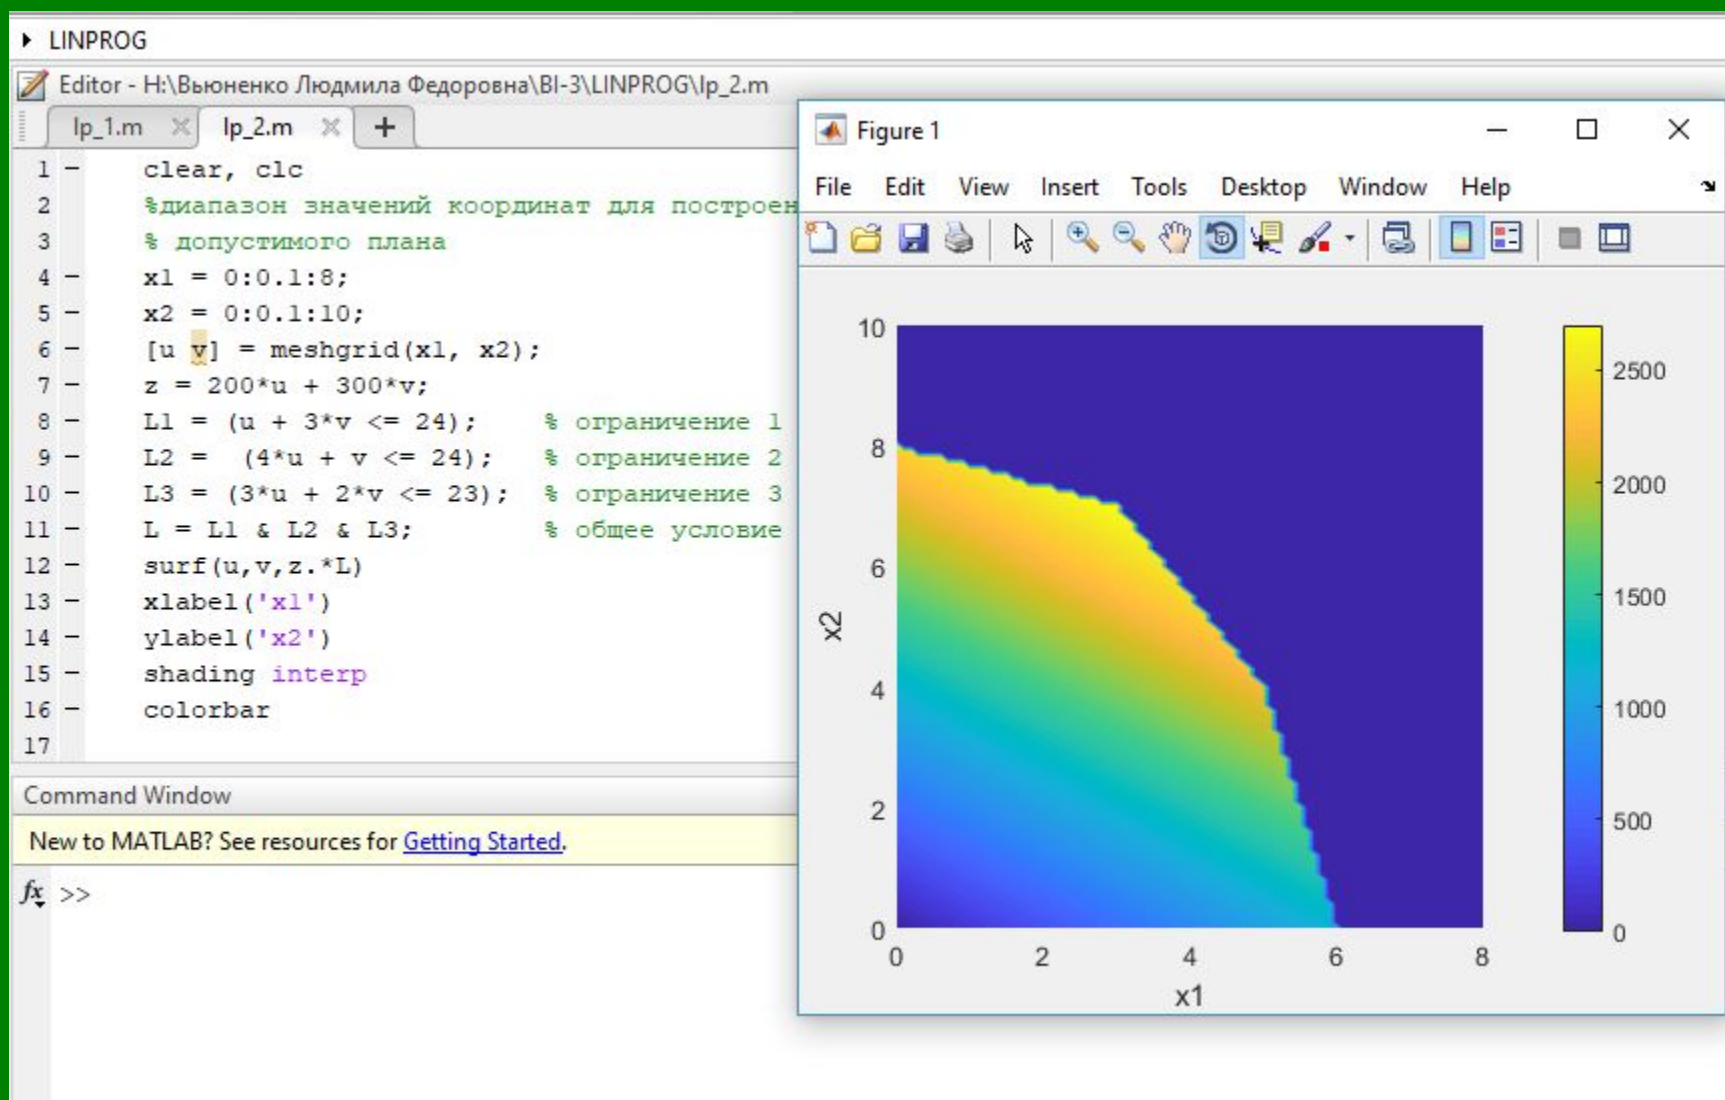 LINPROG
Editor - H:\Вьюненко Людмила Федоровна\BI-3\LINPROG\lp_2.m
lp_1.m lp_2.m +
1 clear, clc
2 %диапазон значений координат для
3 % допустимого плана
4 x1 = 0:0.1:8;
5 x2 = 0:0.1:10;
6 [u v] = meshgrid(x1, x2);
7 z = 200*u + 300*v;
8 L1 = (u + 3*v <= 24); % ограничение 1
9 L2 = (4*u + v <= 24); % ограничение 2
10 L3 = (3*u + 2*v <= 23); % ограничение 3
11 L = L1 & L2 & L3; % общее условие
12 surf(u,v,z.*L)
13 xlabel('x1')
14 ylabel('x2')
15 shading interp
16 colorbar
17
Command Window
New to MATLAB? See resources for Getting Started.
fx >>
Figure 1
File Edit View Insert Tools Desktop Window Help
10
8
6
4
2
0
x2
0 2 4 6 8
x1
2500
2000
1500
1000
500
0